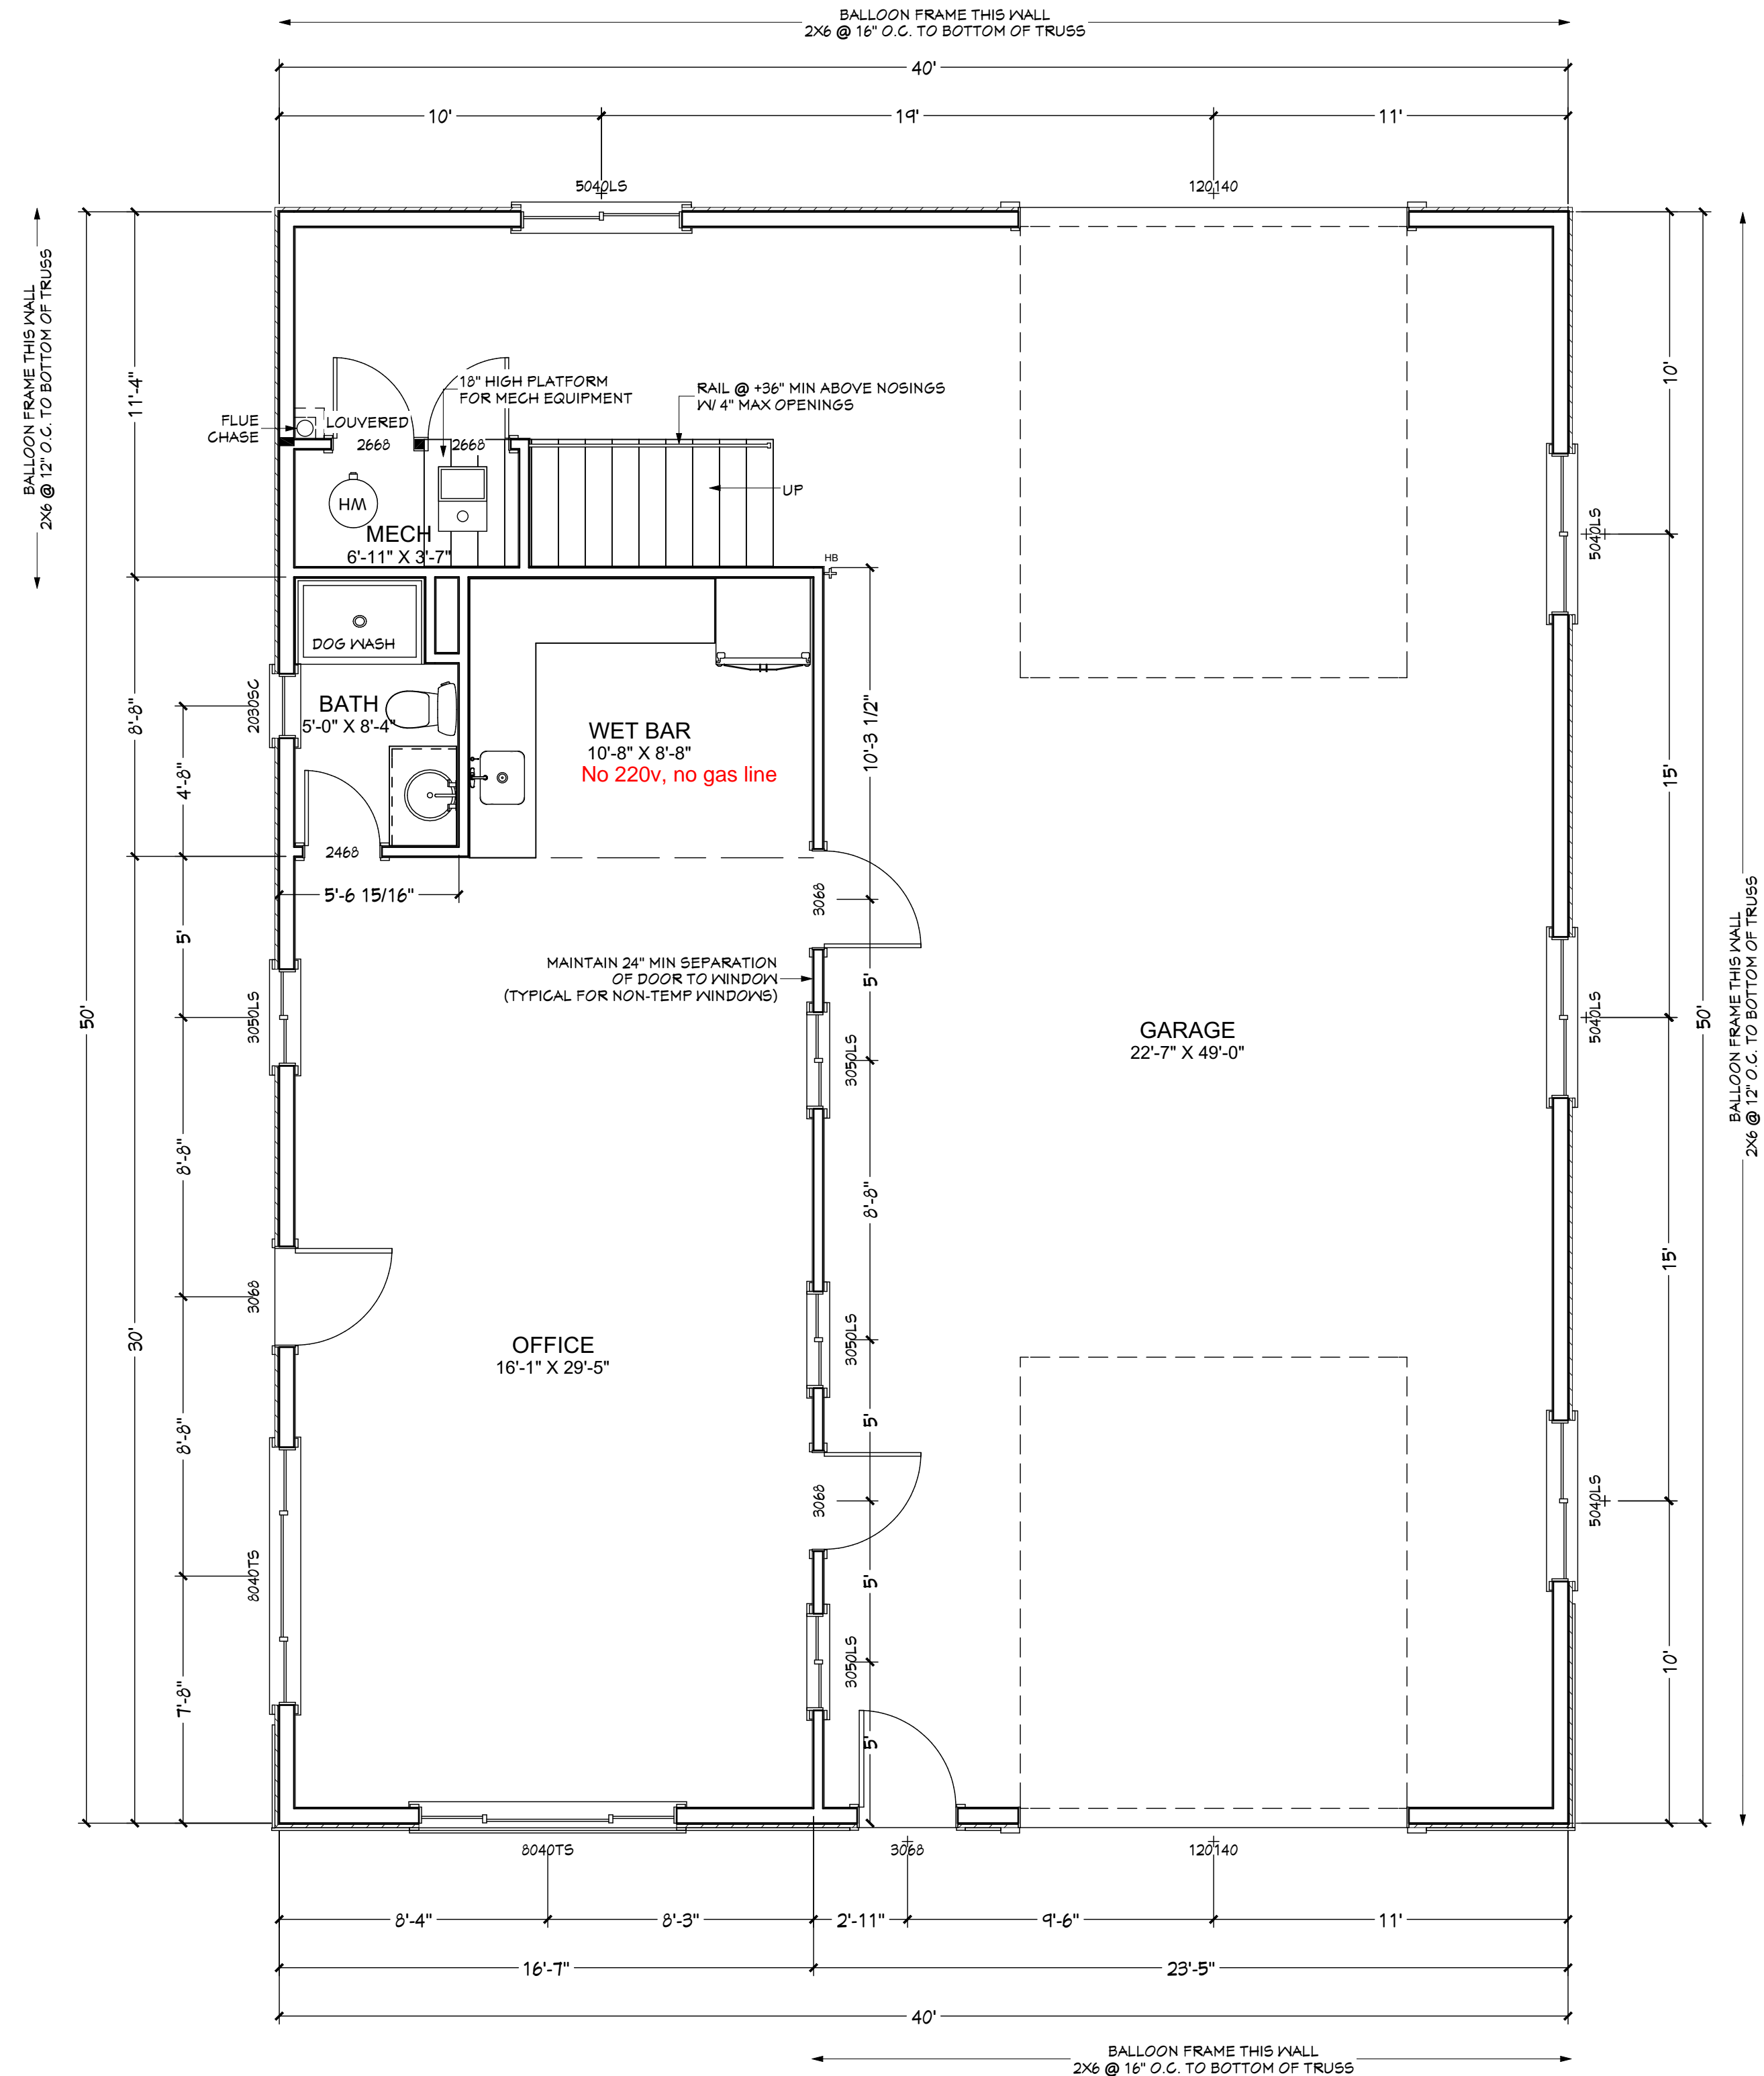 BALLOON FRAME THIS WALL
2X6 @ 16" O.C. TO BOTTOM OF TRUSS
40'
10'
19'
11'
5040LS
120140
BALLOON FRAME THIS WALL
2X6 @ 12" O.C. TO BOTTOM OF TRUSS
50'
11'-4"
8'-8"
30'
4'-8"
5'
8'-8"
8'-8"
7'-8"
2030SC
3050LS
3068
8040TS
FLUE
CHASE
LOUVERED
2668
2668
18" HIGH PLATFORM
FOR MECH EQUIPMENT
RAIL @ +36" MIN ABOVE NOSINGS
W/ 4" MAX OPENINGS
UP
HW
MECH
6'-11" X 3'-7"
HB
DOG WASH
BATH
5'-0" X 8'-4"
WET BAR
10'-8" X 8'-8"
No 220v, no gas line
2468
5'-6 15/16"
10'-3 1/2"
3068
MAINTAIN 24" MIN SEPARATION
OF DOOR TO WINDOW
(TYPICAL FOR NON-TEMP WINDOWS)
5'
3050LS
8'-8"
3050LS
5'
3068
5'
3050LS
5'
GARAGE
22'-7" X 49'-0"
OFFICE
16'-1" X 29'-5"
5040LS
5040LS
5040LS
10'
15'
15'
10'
50'
BALLOON FRAME THIS WALL
2X6 @ 12" O.C. TO BOTTOM OF TRUSS
8040TS
3068
120140
8'-4"
8'-3"
2'-11"
9'-6"
11'
16'-7"
23'-5"
40'
BALLOON FRAME THIS WALL
2X6 @ 16" O.C. TO BOTTOM OF TRUSS